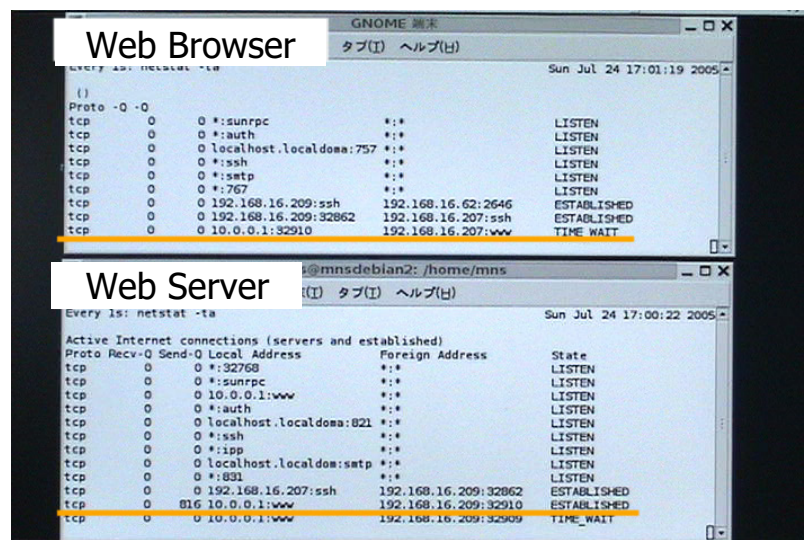 GNOME 端末
Web Browser
タブ(T) ヘルプ(H)
Every 1s: netstat -ta Sun Jul 24 17:01:19 2005
()
Proto -Q -Q
tcp 0 0 *:sunrpc *:* LISTEN
tcp 0 0 *:auth *:* LISTEN
tcp 0 0 localhost.localdoma:757 *:* LISTEN
tcp 0 0 *:ssh *:* LISTEN
tcp 0 0 *:smtp *:* LISTEN
tcp 0 0 *:767 *:* LISTEN
tcp 0 0 192.168.16.209:ssh 192.168.16.62:2646 ESTABLISHED
tcp 0 0 192.168.16.209:32862 192.168.16.207:ssh ESTABLISHED
tcp 0 0 10.0.0.1:32910 192.168.16.207:www TIME_WAIT
s@mnsdebian2: /home/mns
Web Server
(T) タブ(T) ヘルプ(H)
Every 1s: netstat -ta Sun Jul 24 17:00:22 2005
Active Internet connections (servers and established)
Proto Recv-Q Send-Q Local Address Foreign Address State
tcp 0 0 *:32768 *:* LISTEN
tcp 0 0 *:sunrpc *:* LISTEN
tcp 0 0 10.0.0.1:www *:* LISTEN
tcp 0 0 *:auth *:* LISTEN
tcp 0 0 localhost.localdoma:821 *:* LISTEN
tcp 0 0 *:ssh *:* LISTEN
tcp 0 0 *:ipp *:* LISTEN
tcp 0 0 localhost.localdom:smtp *:* LISTEN
tcp 0 0 *:831 *:* LISTEN
tcp 0 0 192.168.16.207:ssh 192.168.16.209:32862 ESTABLISHED
tcp 0 816 10.0.0.1:www 192.168.16.209:32910 ESTABLISHED
tcp 0 0 10.0.0.1:www 192.168.16.209:32909 TIME_WAIT